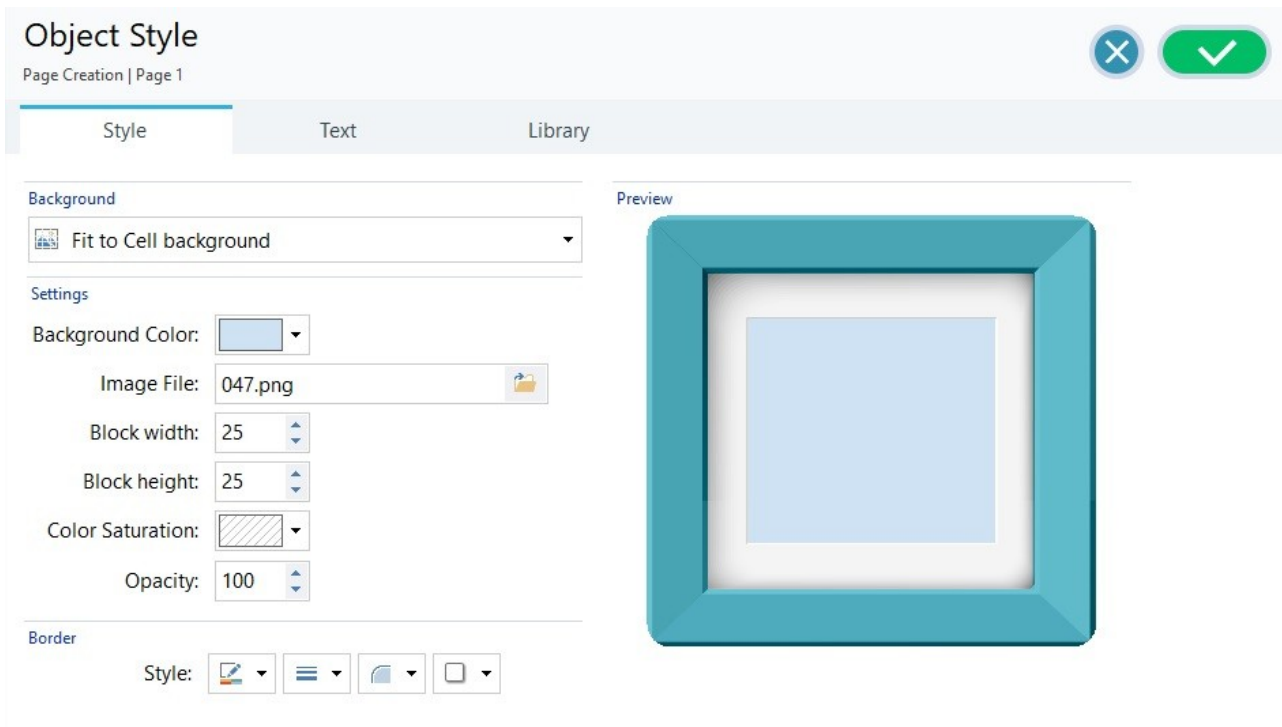 Object Style
Page Creation | Page 1
Style Text Library
Background
Fit to Cell background
Settings
Background Color:
Image File: 047.png
Block width: 25
Block height: 25
Color Saturation:
Opacity: 100
Border
Style:
Preview